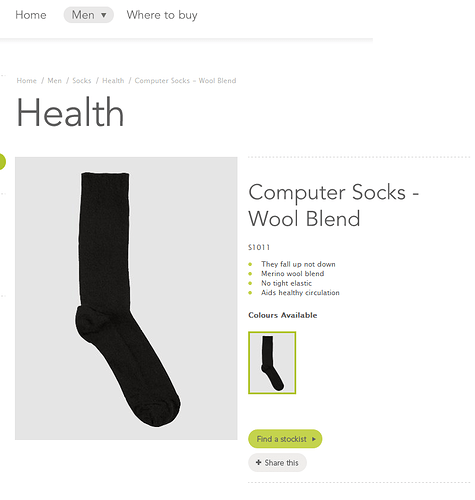 Home Men ▼ Where to buy
Home / Men / Socks / Health / Computer Socks - Wool Blend
Health
Computer Socks -
Wool Blend
S1011
They fall up not down
Merino wool blend
No tight elastic
Aids healthy circulation
Colours Available
Find a stockist
Share this